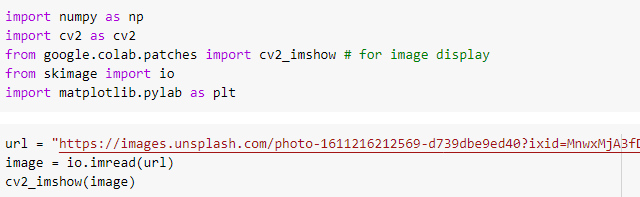 import numpy as np
import cv2 as cv2
from google.colab.patches import cv2_imshow # for image display
from skimage import io
import matplotlib.pylab as plt
url = "https://images.unsplash.com/photo-1611216212569-d739dbe9ed40?ixid=MnwxMjA3fD
image = io.imread(url)
cv2_imshow(image)